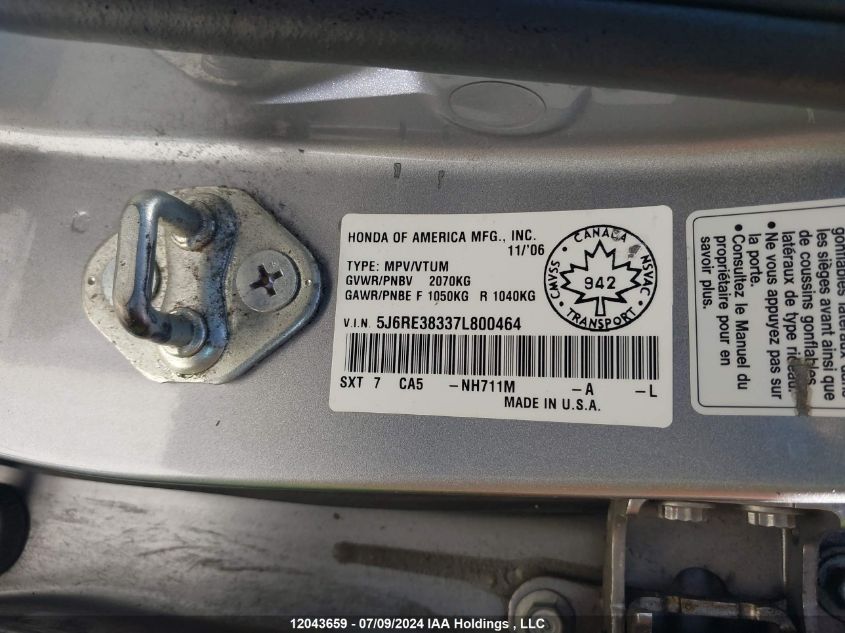 HONDA OF AMERICA MFG., INC.
11/'06
TYPE: MPV/VTUM
GVWR/PNBV 2070KG
GAWR/PNBE F 1050KG R 1040KG
V.I.N. 5J6RE38337L800464
SXT 7 CA5 -NH711M -A -L
MADE IN U.S.A.
CANADA
CMVSS 942 NSVAC
TRANSPORT
gonflables latéraux dans
les sièges avant ainsi que
de coussins gonflables
latéraux de type rideau.
• Ne vous appuyez pas sur
la porte.
• Consultez le Manuel du
propriétaire pour en
savoir plus.
12043659 - 07/09/2024 IAA Holdings , LLC